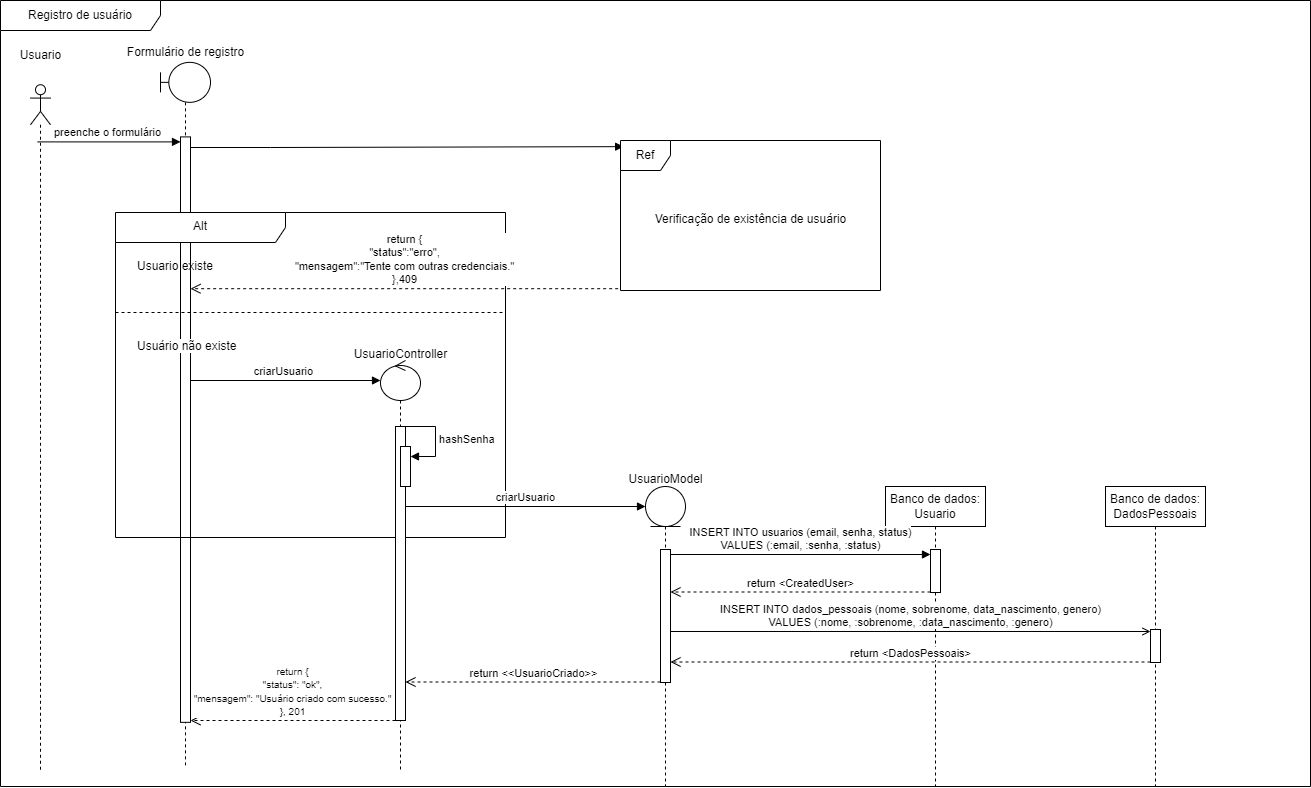 Registro de usuário
Usuario
Formulário de registro
preenche o formulário
Ref
Verificação de existência de usuário
Alt
Usuario existe
return {
"status":"erro",
"mensagem":"Tente com outras credenciais."
},409
Usuário não existe
UsuarioController
criarUsuario
hashSenha
criarUsuario
UsuarioModel
Banco de dados:
Usuario
Banco de dados:
DadosPessoais
INSERT INTO usuarios (email, senha, status)
VALUES (:email, :senha, :status)
return <CreatedUser>
INSERT INTO dados_pessoais (nome, sobrenome, data_nascimento, genero)
VALUES (:nome, :sobrenome, :data_nascimento, :genero)
return <DadosPessoais>
return <<UsuarioCriado>>
return {
"status": "ok",
"mensagem": "Usuário criado com sucesso."
}, 201